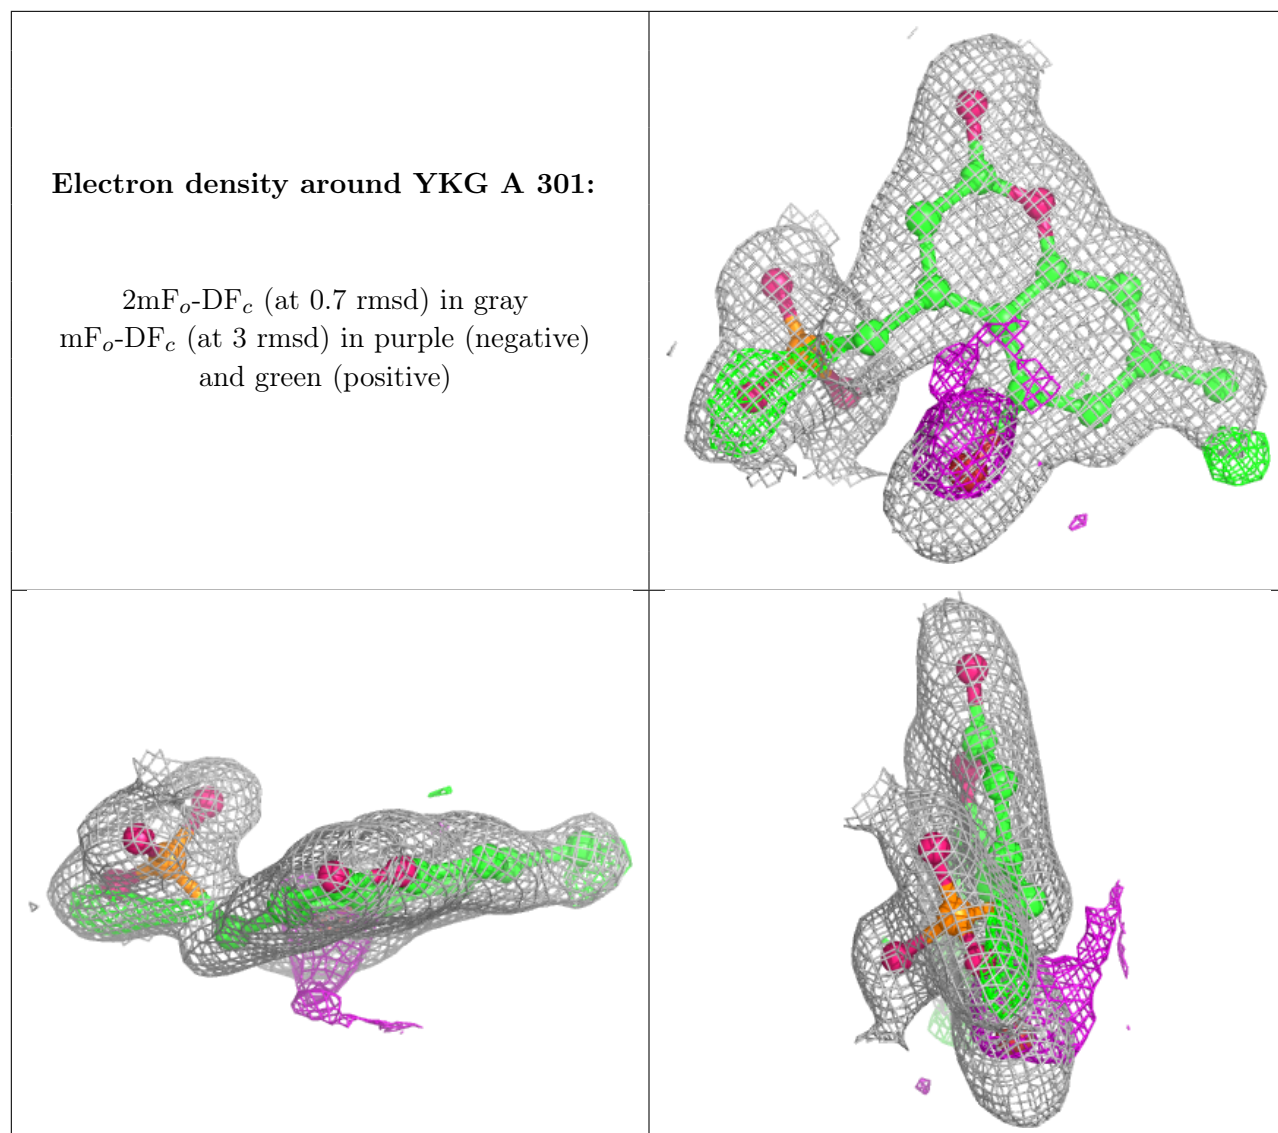 Electron density around YKG A 301:
2mFo-DFc (at 0.7 rmsd) in gray
mFo-DFc (at 3 rmsd) in purple (negative)
and green (positive)